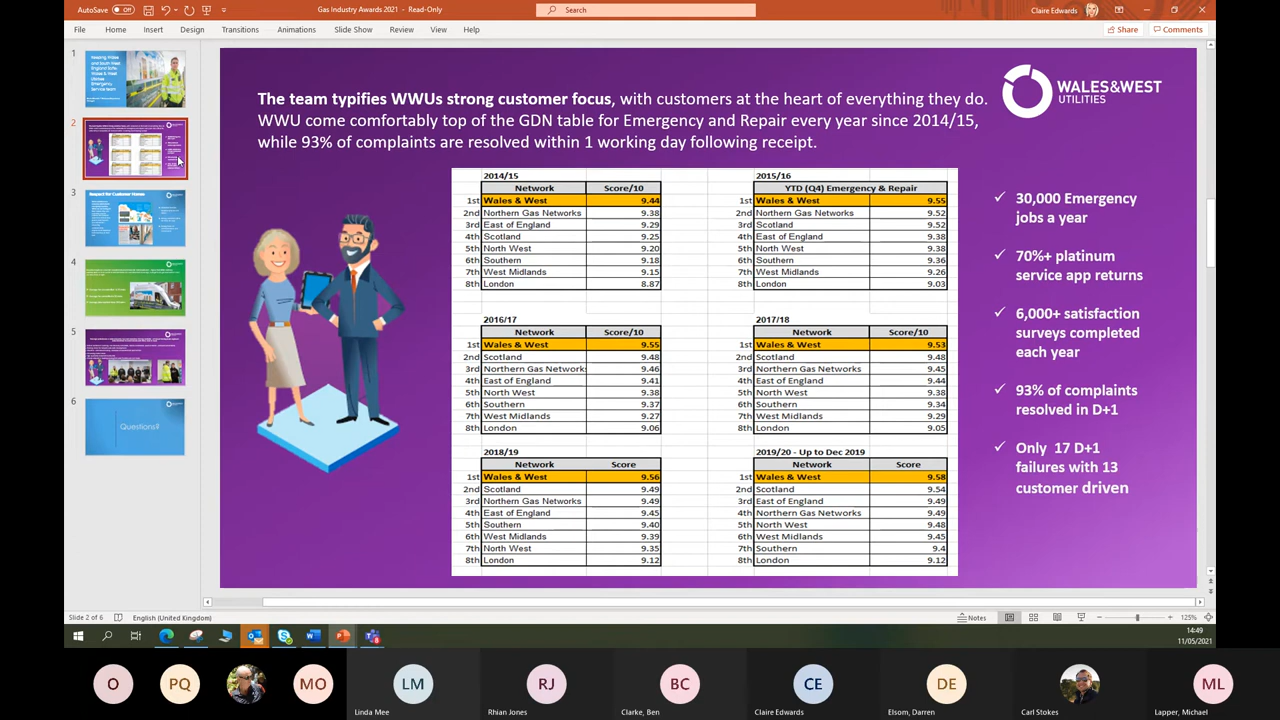 AutoSave Off
Gas Industry Awards 2021 - Read-Only
Search
Claire Edwards
File Home Insert Design Transitions Animations Slide Show Review View Help
Share Comments
1
2
3
Respect for Customer Homes
4
5
6
Questions?
The team typifies WWUs strong customer focus, with customers at the heart of everything they do.
WWU come comfortably top of the GDN table for Emergency and Repair every year since 2014/15,
while 93% of complaints are resolved within 1 working day following receipt.
WALES&WEST
UTILITIES
2014/15
Network Score/10
1st Wales & West 9.44
2nd Northern Gas Networks 9.38
3rd East of England 9.29
4th Scotland 9.25
5th North West 9.20
6th Southern 9.18
7th West Midlands 9.15
8th London 8.87
2015/16
YTD (Q4) Emergency & Repair
1st Wales & West 9.55
2nd Northern Gas Networks 9.52
3rd Scotland 9.52
4th East of England 9.38
5th North West 9.38
6th Southern 9.36
7th West Midlands 9.26
8th London 9.03
2016/17
Network Score/10
1st Wales & West 9.55
2nd Scotland 9.48
3rd Northern Gas Networks 9.46
4th East of England 9.41
5th North West 9.38
6th Southern 9.37
7th West Midlands 9.27
8th London 9.06
2017/18
Network Score/10
1st Wales & West 9.53
2nd Scotland 9.48
3rd Northern Gas Networks 9.45
4th East of England 9.44
5th North West 9.38
6th Southern 9.34
7th West Midlands 9.29
8th London 9.05
2018/19
Network Score
1st Wales & West 9.56
2nd Scotland 9.49
3rd Northern Gas Networks 9.49
4th East of England 9.45
5th Southern 9.40
6th West Midlands 9.39
7th North West 9.35
8th London 9.12
2019/20 - Up to Dec 2019
Network Score
1st Wales & West 9.58
2nd Scotland 9.54
3rd East of England 9.49
4th Northern Gas Networks 9.49
5th North West 9.48
6th West Midlands 9.45
7th Southern 9.4
8th London 9.12
✓ 30,000 Emergency
jobs a year
✓ 70%+ platinum
service app returns
✓ 6,000+ satisfaction
surveys completed
each year
✓ 93% of complaints
resolved in D+1
✓ Only 17 D+1
failures with 13
customer driven
Slide 2 of 6 English (United Kingdom)
Notes 125%
14:49
11/05/2021
O PQ MO LM RJ BC CE DE ML
Linda Mee Rhian Jones Clarke, Ben Claire Edwards Elsom, Darren Carl Stokes Lapper, Michael